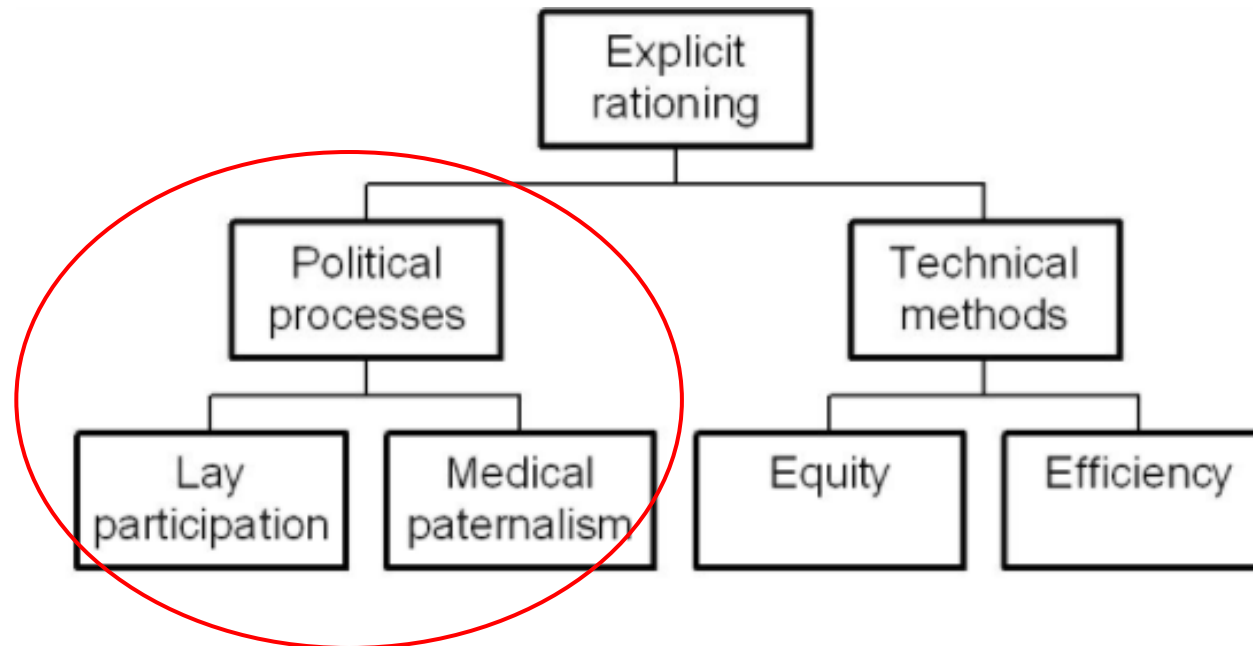 Explicit
rationing
Political
processes
Technical
methods
Lay
participation
Medical
paternalism
Equity
Efficiency